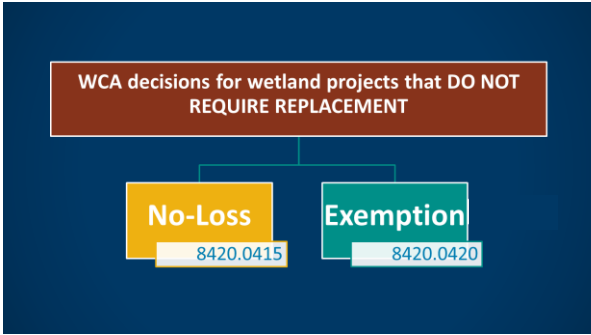 WCA decisions for wetland projects that DO NOT
REQUIRE REPLACEMENT
No-Loss
8420.0415
Exemption
8420.0420